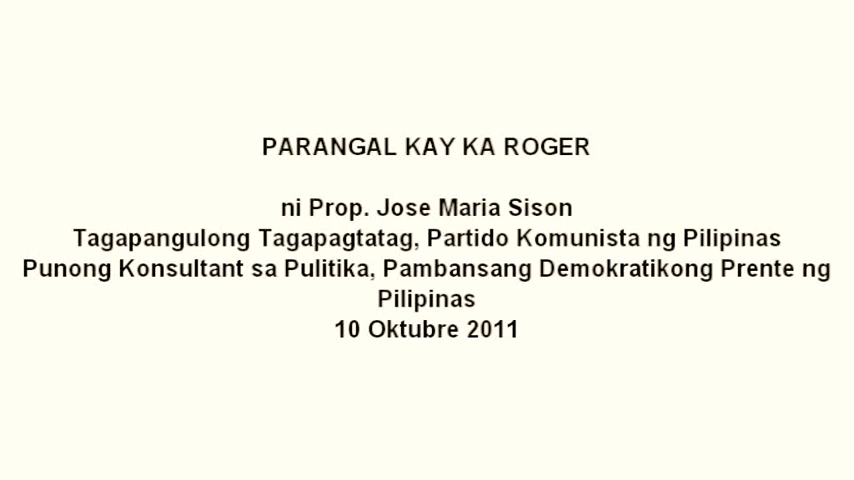 PARANGAL KAY KA ROGER
ni Prop. Jose Maria Sison
Tagapangulong Tagapagtatag, Partido Komunista ng Pilipinas
Punong Konsultant sa Pulitika, Pambansang Demokratikong Prente ng
Pilipinas
10 Oktubre 2011